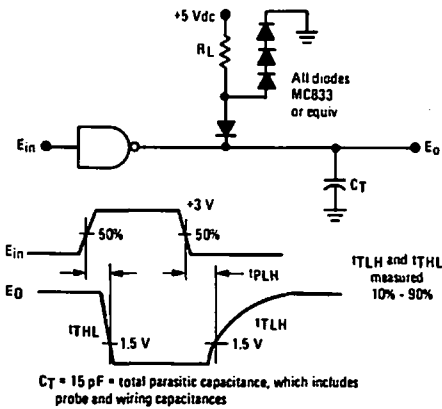 +5 Vdc
RL
All diodes
MC833
or equiv
Ein
Eo
CT
+3 V
50%
50%
Ein
tPLH
tTLH and tTHL
measured
10% - 90%
EO
tTHL
tTLH
1.5 V
1.5 V
CT = 15 pF = total parasitic capacitance, which includes
probe and wiring capacitances